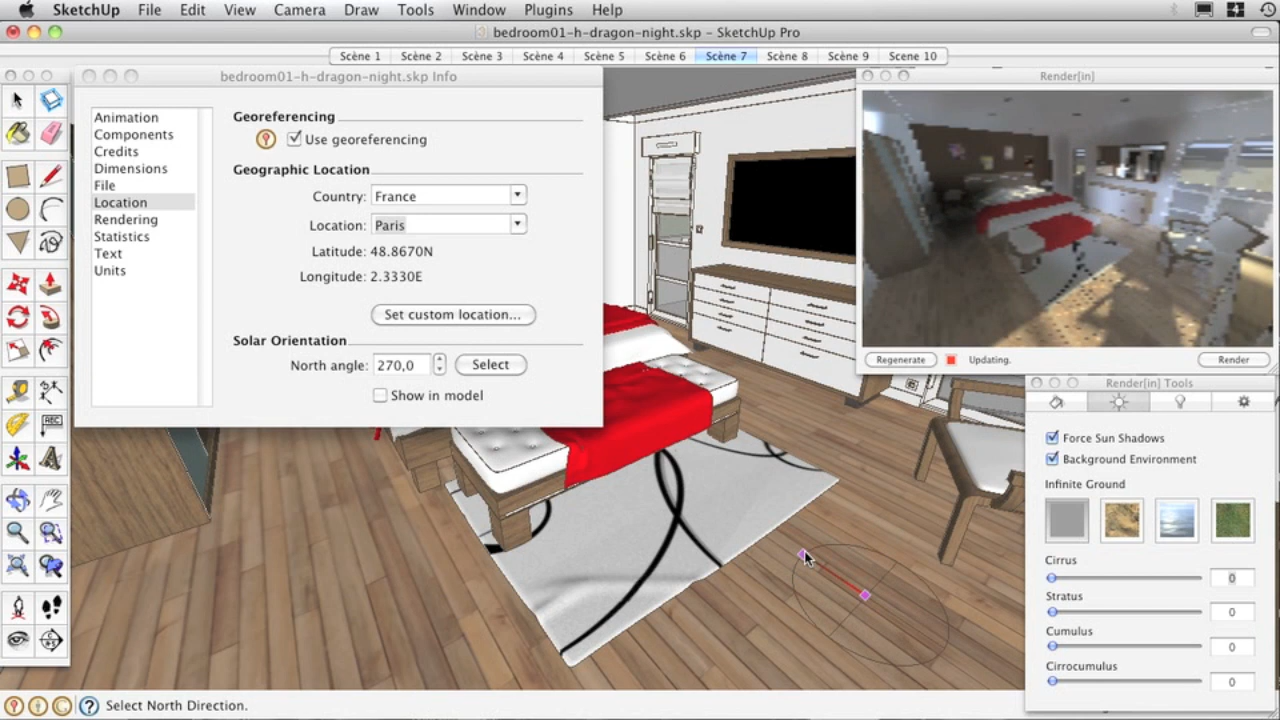 SketchUp File Edit View Camera Draw Tools Window Plugins Help
bedroom01-h-dragon-night.skp – SketchUp Pro
Scène 1 Scène 2 Scène 3 Scène 4 Scène 5 Scène 6 Scène 7 Scène 8 Scène 9 Scene 10
bedroom01-h-dragon-night.skp Info
Animation
Components
Credits
Dimensions
File
Location
Rendering
Statistics
Text
Units
Georeferencing
Use georeferencing
Geographic Location
Country: France
Location: Paris
Latitude: 48.8670N
Longitude: 2.3330E
Set custom location...
Solar Orientation
North angle: 270,0 Select
Show in model
Render[in]
Regenerate Updating. Render
Render[in] Tools
Force Sun Shadows
Background Environment
Infinite Ground
Cirrus
0
Stratus
0
Cumulus
0
Cirrocumulus
0
ABC
Select North Direction.